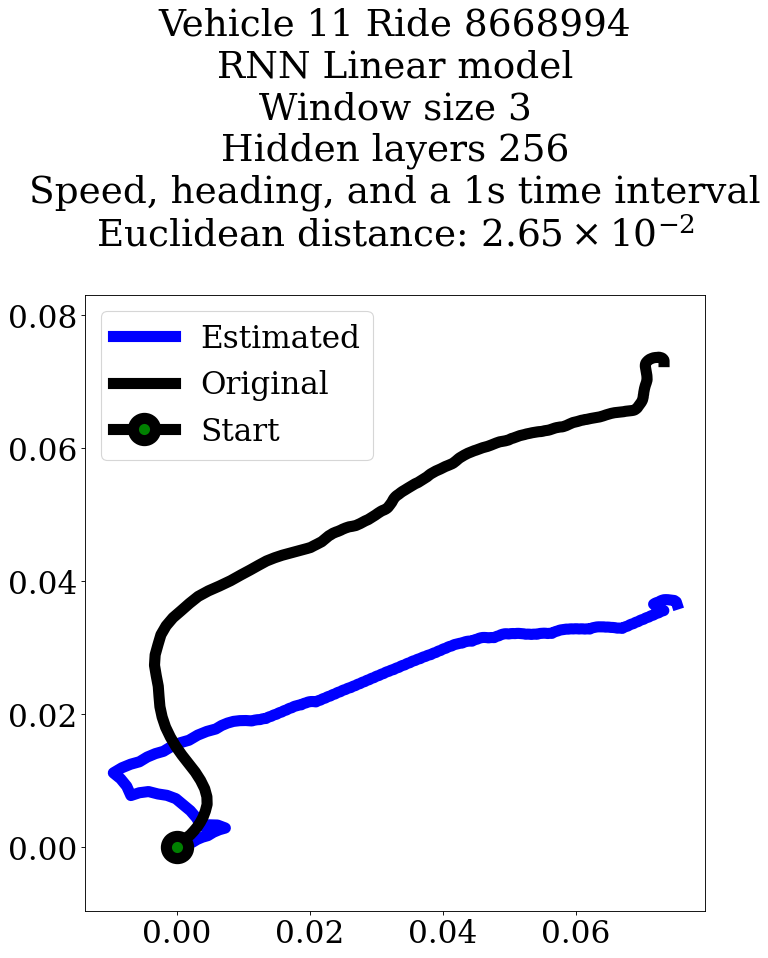 Vehicle 11 Ride 8668994
RNN Linear model
Window size 3
Hidden layers 256
Speed, heading, and a 1s time interval
Euclidean distance: 2.65 × 10⁻²
Estimated
Original
Start
0.08
0.06
0.04
0.02
0.00
0.00 0.02 0.04 0.06